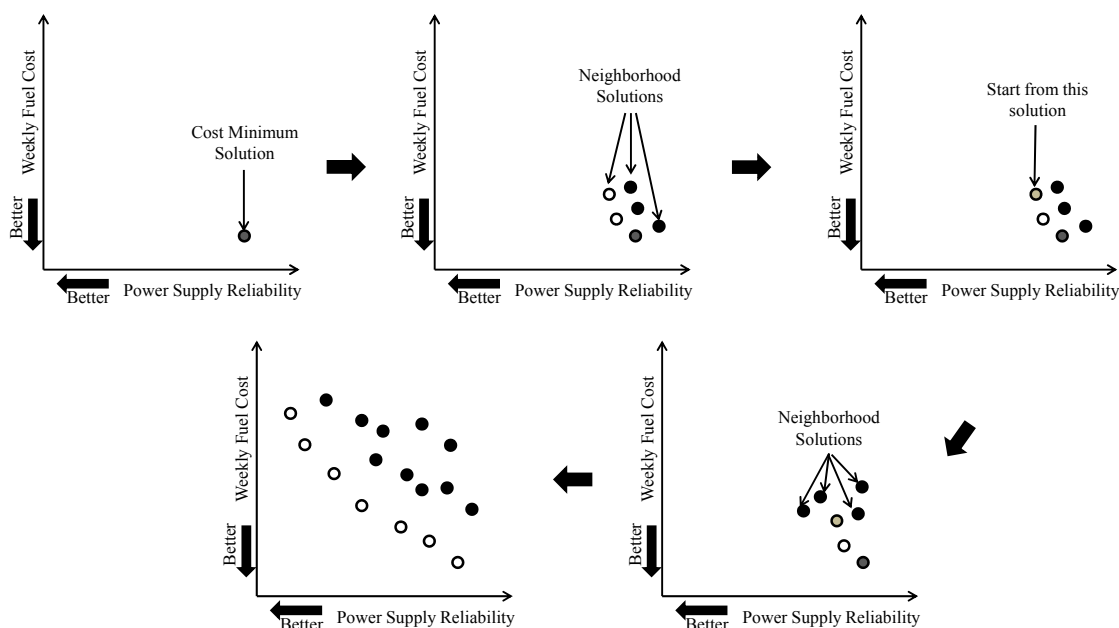 Weekly Fuel Cost
Better
Cost Minimum
Solution
Better
Power Supply Reliability
Weekly Fuel Cost
Better
Neighborhood
Solutions
Better
Power Supply Reliability
Weekly Fuel Cost
Better
Start from this
solution
Better
Power Supply Reliability
Weekly Fuel Cost
Better
Better
Power Supply Reliability
Weekly Fuel Cost
Better
Neighborhood
Solutions
Better
Power Supply Reliability